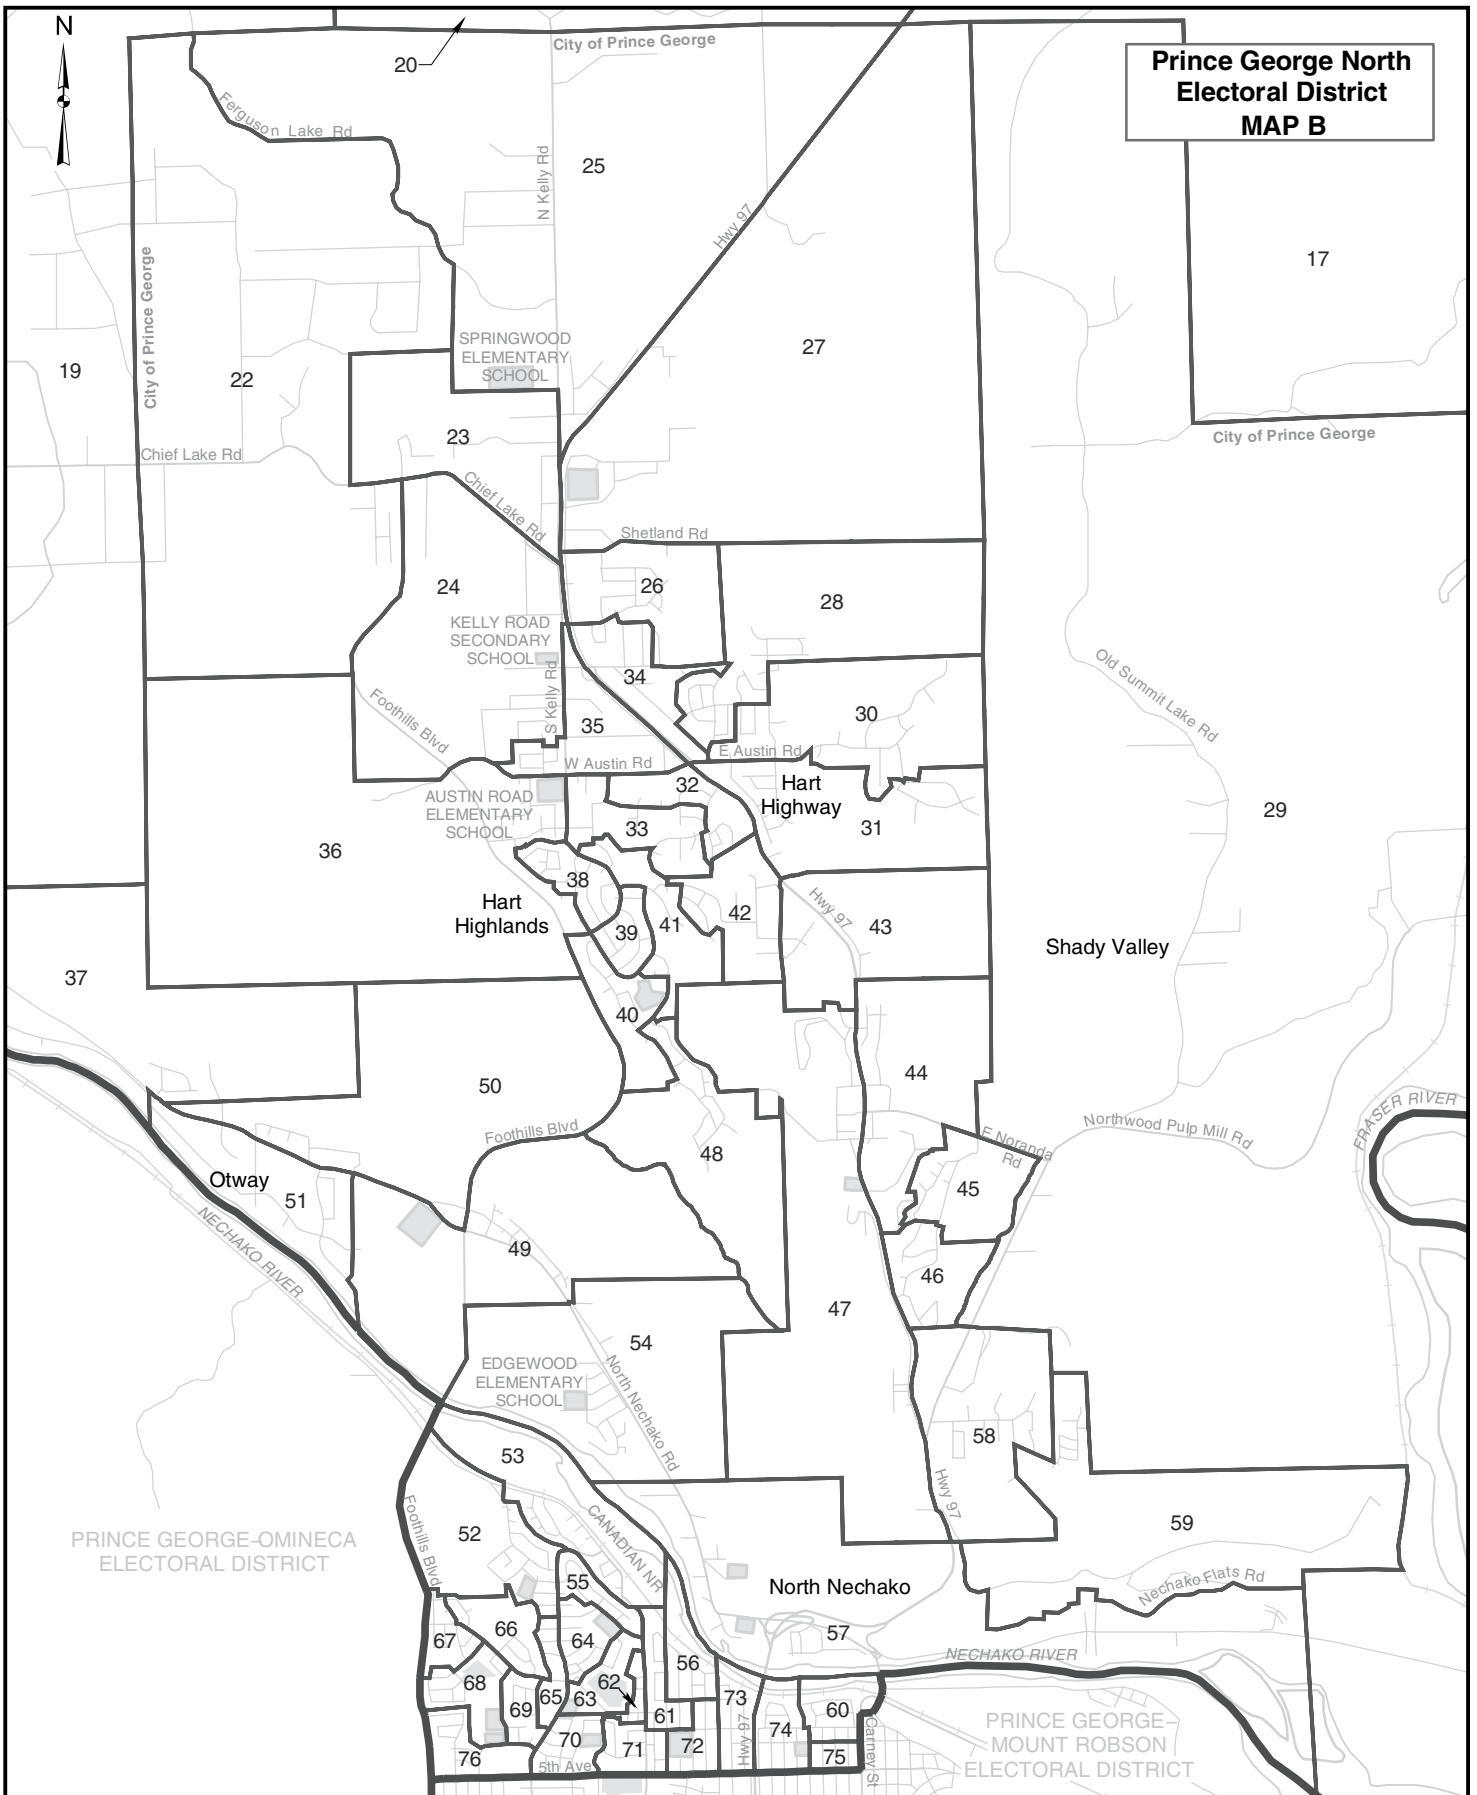 N
Prince George North
Electoral District
MAP B
City of Prince George
20
Ferguson Lake Rd
N Kelly Rd
25
Hwy 97
17
City of Prince George
SPRINGWOOD
ELEMENTARY
SCHOOL
27
19
22
23
City of Prince George
Chief Lake Rd
Chief Lake Rd
Shetland Rd
24
26
28
KELLY ROAD
SECONDARY
SCHOOL
S Kelly Rd
34
Old Summit Lake Rd
Foothills Blvd
35
30
E Austin Rd
W Austin Rd
32
Hart
Highway
AUSTIN ROAD
ELEMENTARY
SCHOOL
33
31
29
36
38
Hart
Highlands
39
41
42
Hwy 97
43
Shady Valley
37
40
50
44
FRASER RIVER
Foothills Blvd
48
E Noranda
Rd
Northwood Pulp Mill Rd
Otway
51
45
NECHAKO RIVER
49
46
47
54
EDGEWOOD
ELEMENTARY
SCHOOL
North Nechako Rd
58
53
Hwy 97
Foothills Blvd
52
CANADIAN NR
59
PRINCE GEORGE–OMINECA
ELECTORAL DISTRICT
55
North Nechako
Nechako Flats Rd
67
66
64
57
NECHAKO RIVER
56
68
62
69
65
63
61
73
60
74
PRINCE GEORGE–
MOUNT ROBSON
ELECTORAL DISTRICT
70
71
72
Hwy 97
75
Carney St
76
5th Ave